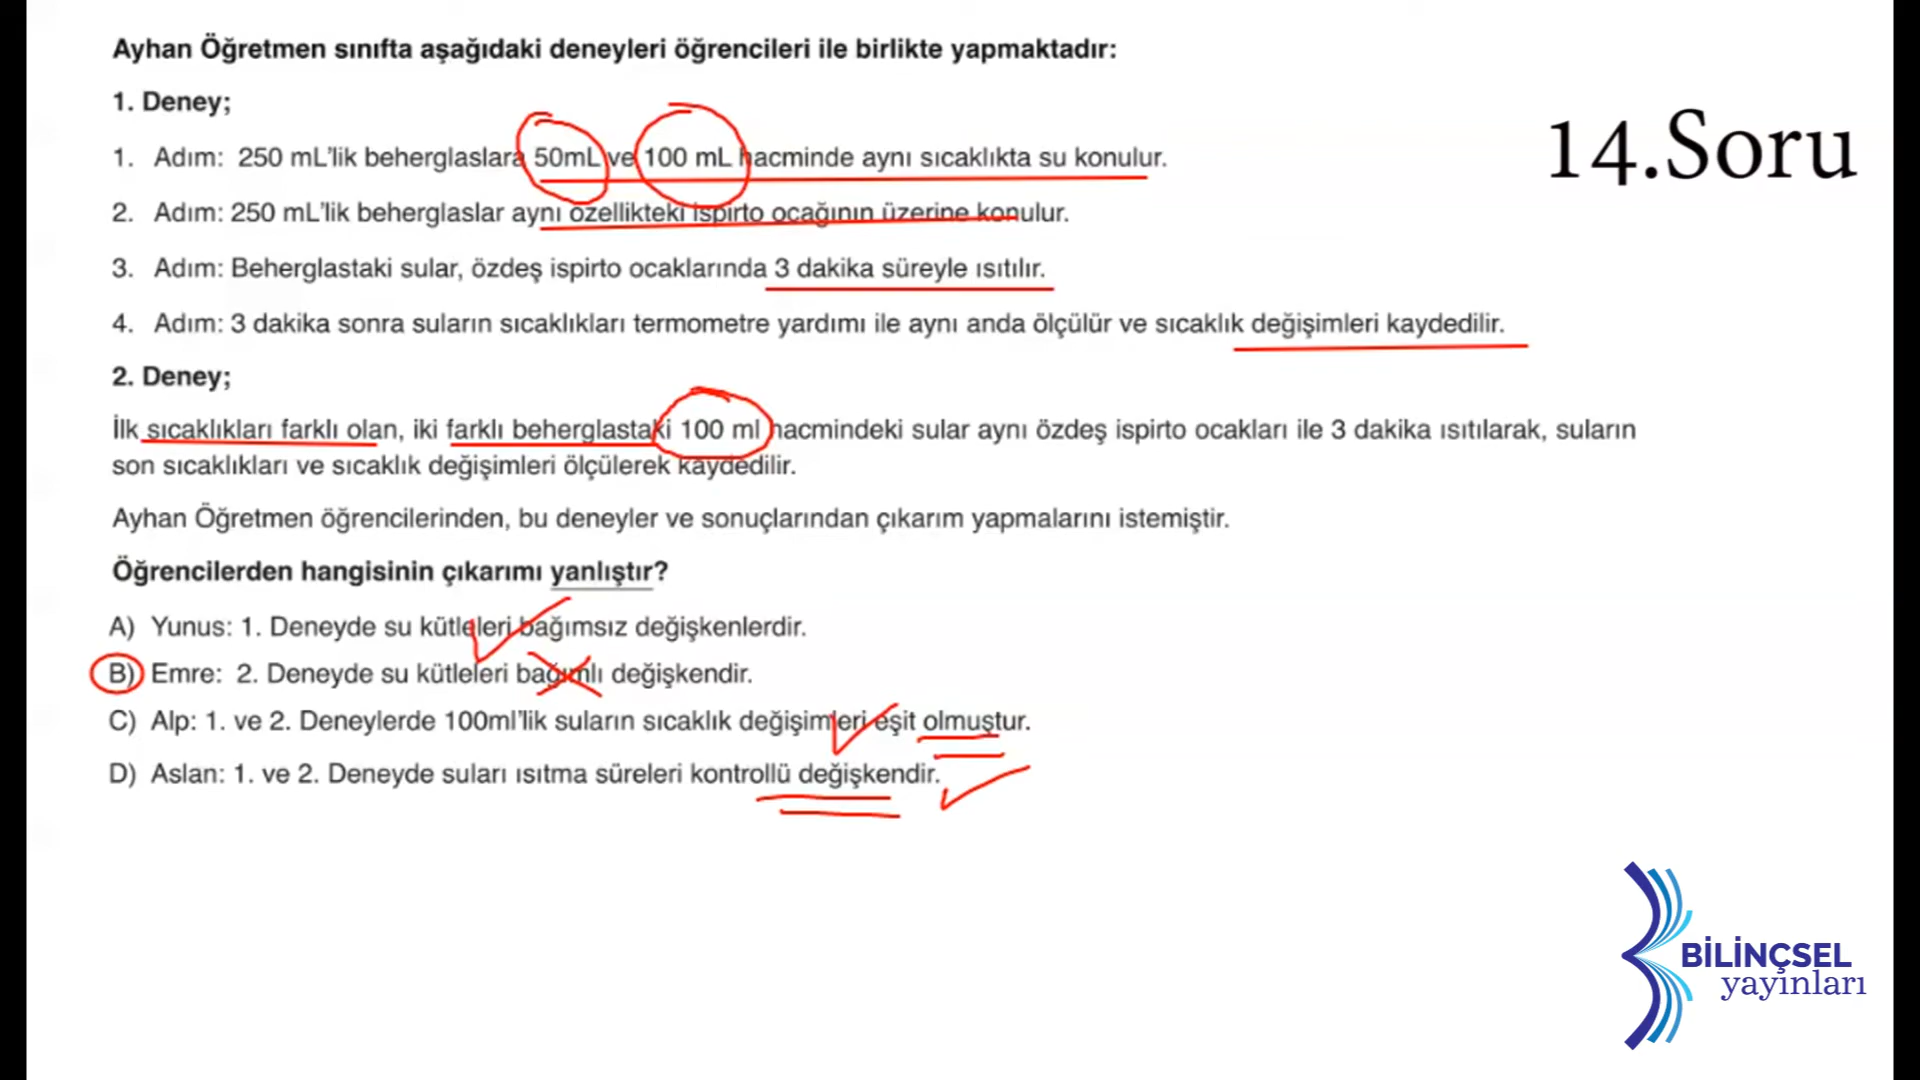 Ayhan Öğretmen sınıfta aşağıdaki deneyleri öğrencileri ile birlikte yapmaktadır:
1. Deney;
14.Soru
1. Adım: 250 mL'lik beherglaslara 50mL ve 100 mL hacminde aynı sıcaklıkta su konulur.
2. Adım: 250 mL'lik beherglaslar aynı özellikteki ispirto ocağının üzerine konulur.
3. Adım: Beherglastaki sular, özdeş ispirto ocaklarında 3 dakika süreyle ısıtılır.
4. Adım: 3 dakika sonra suların sıcaklıkları termometre yardımı ile aynı anda ölçülür ve sıcaklık değişimleri kaydedilir.
2. Deney;
İlk sıcaklıkları farklı olan, iki farklı beherglastaki 100 ml hacmindeki sular aynı özdeş ispirto ocakları ile 3 dakika ısıtılarak, suların
son sıcaklıkları ve sıcaklık değişimleri ölçülerek kaydedilir.
Ayhan Öğretmen öğrencilerinden, bu deneyler ve sonuçlarından çıkarım yapmalarını istemiştir.
Öğrencilerden hangisinin çıkarımı yanlıştır?
A) Yunus: 1. Deneyde su kütleleri bağımsız değişkenlerdir.
B) Emre: 2. Deneyde su kütleleri bağımlı değişkendir.
C) Alp: 1. ve 2. Deneylerde 100ml'lik suların sıcaklık değişimleri eşit olmuştur.
D) Aslan: 1. ve 2. Deneyde suları ısıtma süreleri kontrollü değişkendir.
BİLİNÇSEL
yayınları